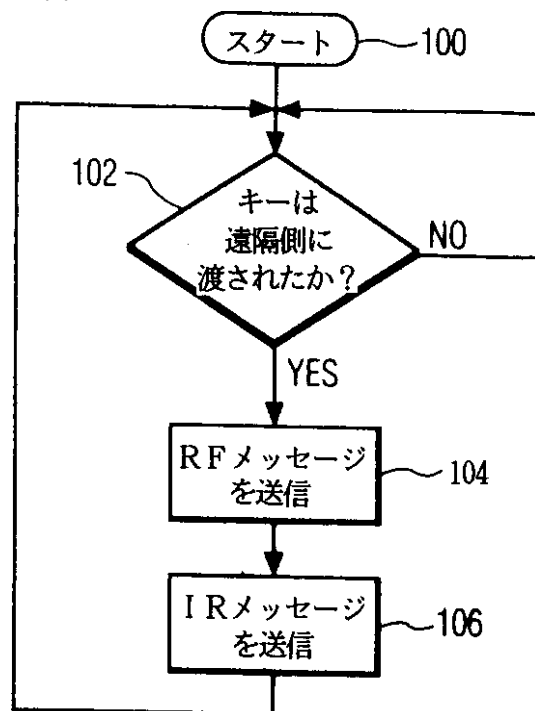 スタート
100
102
キーは
遠隔側に
渡されたか？
NO
YES
ＲＦメッセージ
を送信
104
ＩＲメッセージ
を送信
106